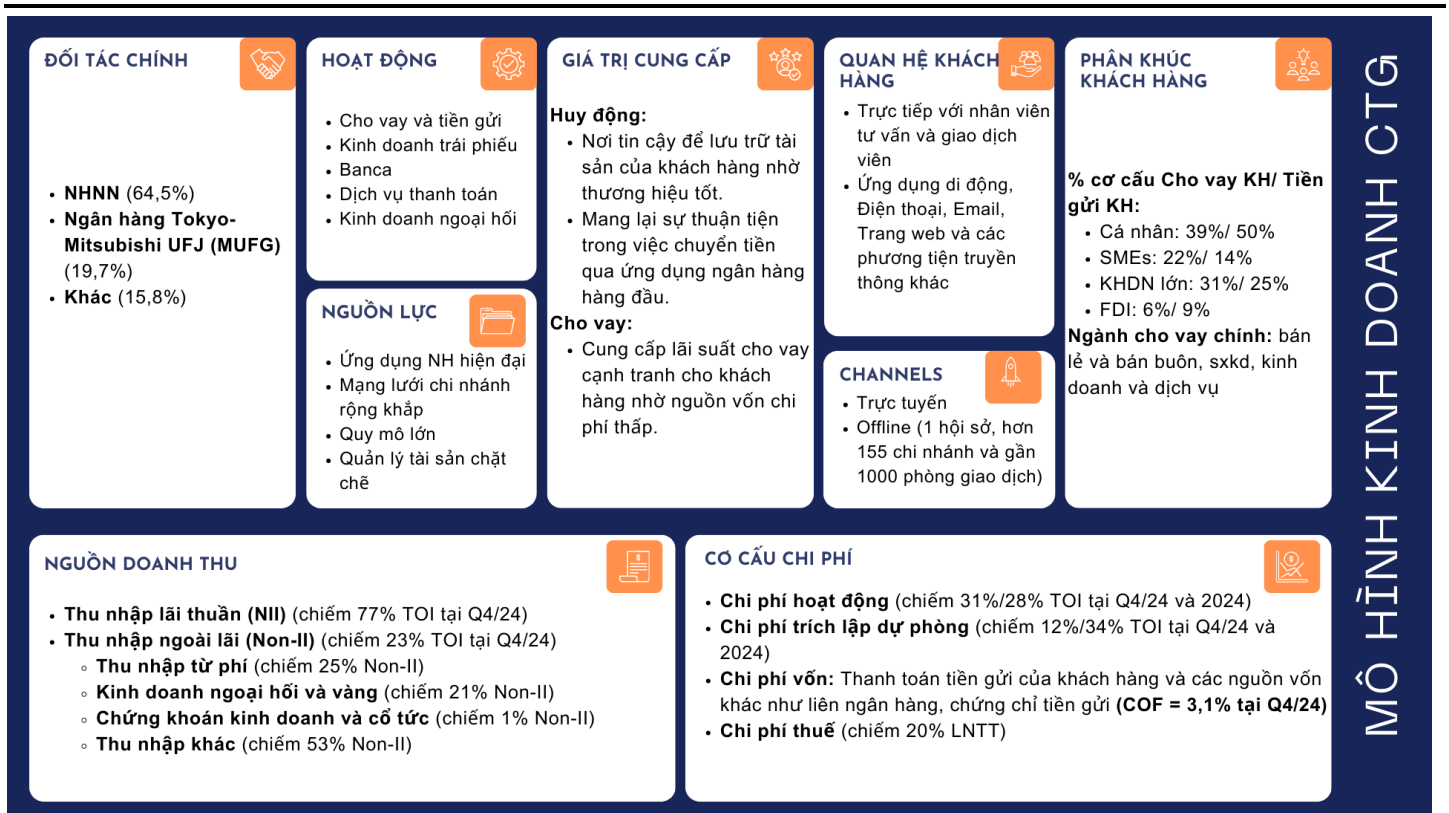 ĐỐI TÁC CHÍNH
• NHNN (64,5%)
• Ngân hàng Tokyo-
Mitsubishi UFJ (MUFG)
(19,7%)
• Khác (15,8%)
HOẠT ĐỘNG
• Cho vay và tiền gửi
• Kinh doanh trái phiếu
• Banca
• Dịch vụ thanh toán
• Kinh doanh ngoại hối
NGUỒN LỰC
• Ứng dụng NH hiện đại
• Mạng lưới chi nhánh
rộng khắp
• Quy mô lớn
• Quản lý tài sản chặt
chẽ
GIÁ TRỊ CUNG CẤP
Huy động:
• Nơi tin cậy để lưu trữ tài
sản của khách hàng nhờ
thương hiệu tốt.
• Mang lại sự thuận tiện
trong việc chuyển tiền
qua ứng dụng ngân hàng
hàng đầu.
Cho vay:
• Cung cấp lãi suất cho vay
cạnh tranh cho khách
hàng nhờ nguồn vốn chi
phí thấp.
QUAN HỆ KHÁCH
HÀNG
• Trực tiếp với nhân viên
tư vấn và giao dịch
viên
• Ứng dụng di động,
Điện thoại, Email,
Trang web và các
phương tiện truyền
thông khác
CHANNELS
• Trực tuyến
• Offline (1 hội sở, hơn
155 chi nhánh và gần
1000 phòng giao dịch)
PHÂN KHÚC
KHÁCH HÀNG
% cơ cấu Cho vay KH/ Tiền
gửi KH:
• Cá nhân: 39%/ 50%
• SMEs: 22%/ 14%
• KHDN lớn: 31%/ 25%
• FDI: 6%/ 9%
Ngành cho vay chính: bán
lẻ và bán buôn, sxkd, kinh
doanh và dịch vụ
NGUỒN DOANH THU
• Thu nhập lãi thuần (NII) (chiếm 77% TOI tại Q4/24)
• Thu nhập ngoài lãi (Non-II) (chiếm 23% TOI tại Q4/24)
◦ Thu nhập từ phí (chiếm 25% Non-II)
◦ Kinh doanh ngoại hối và vàng (chiếm 21% Non-II)
◦ Chứng khoán kinh doanh và cổ tức (chiếm 1% Non-II)
◦ Thu nhập khác (chiếm 53% Non-II)
CƠ CẤU CHI PHÍ
• Chi phí hoạt động (chiếm 31%/28% TOI tại Q4/24 và 2024)
• Chi phí trích lập dự phòng (chiếm 12%/34% TOI tại Q4/24 và
2024)
• Chi phí vốn: Thanh toán tiền gửi của khách hàng và các nguồn vốn
khác như liên ngân hàng, chứng chỉ tiền gửi (COF = 3,1% tại Q4/24)
• Chi phí thuế (chiếm 20% LNTT)
MÔ HÌNH KINH DOANH CTG